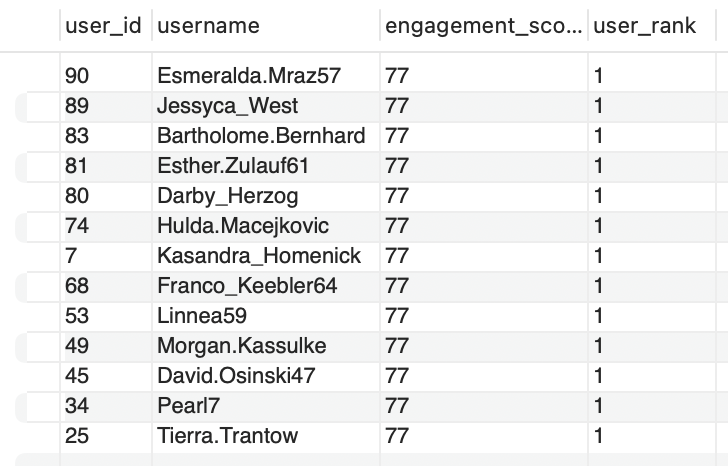 user_id username engagement_sco... user_rank
90 Esmeralda.Mraz57 77 1
89 Jessyca_West 77 1
83 Bartholome.Bernhard 77 1
81 Esther.Zulauf61 77 1
80 Darby_Herzog 77 1
74 Hulda.Macejkovic 77 1
7 Kasandra_Homenick 77 1
68 Franco_Keebler64 77 1
53 Linnea59 77 1
49 Morgan.Kassulke 77 1
45 David.Osinski47 77 1
34 Pearl7 77 1
25 Tierra.Trantow 77 1